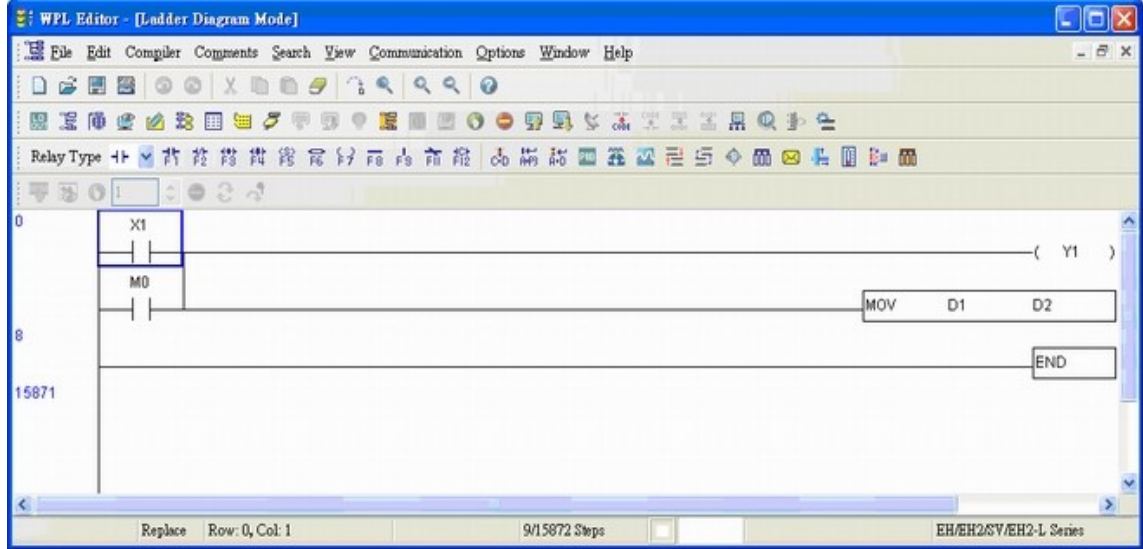 WPL Editor - [Ladder Diagram Mode]
File Edit Compiler Comments Search View Communication Options Window Help
Relay Type
1
0
X1
( Y1 )
M0
MOV D1 D2
8
END
15871
Replace Row: 0, Col: 1 9/15872 Steps EH/EH2/SV/EH2-L Series